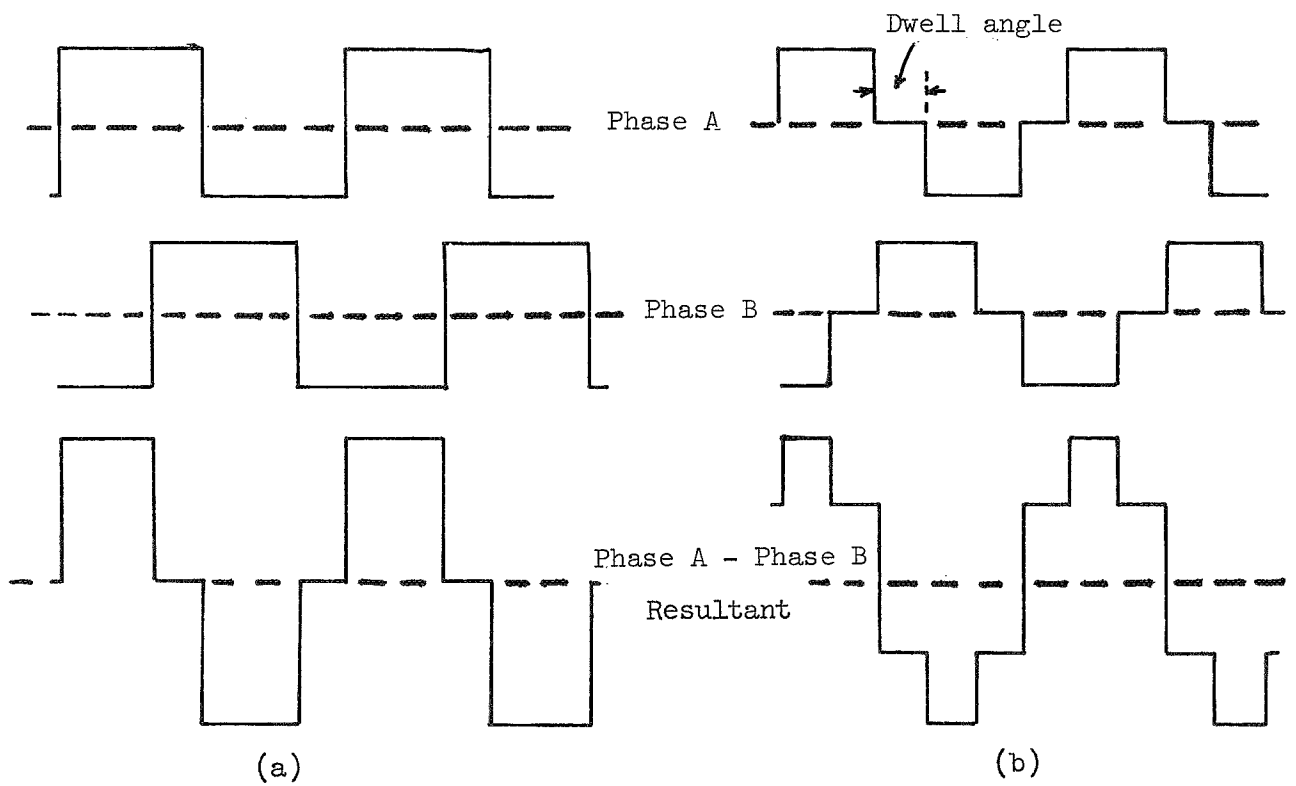 Dwell angle
Phase A
Phase B
Phase A - Phase B
Resultant
(a)
(b)